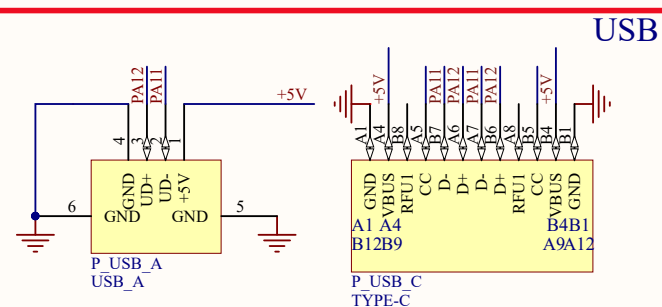 USB
PA12
PA11
+5V
4
3
2
1
GND
UD+
UD-
+5V
6
GND
GND
5
P_USB_A
USB_A
+5V
PA11
PA12
PA11
PA12
+5V
A1
A4
B8
A5
B7
A6
A7
B6
A8
B5
B4
B1
GND
VBUS
RFU1
CC
D-
D+
D-
D+
RFU1
CC
VBUS
GND
A1 A4
B4B1
B12B9
A9A12
P_USB_C
TYPE-C